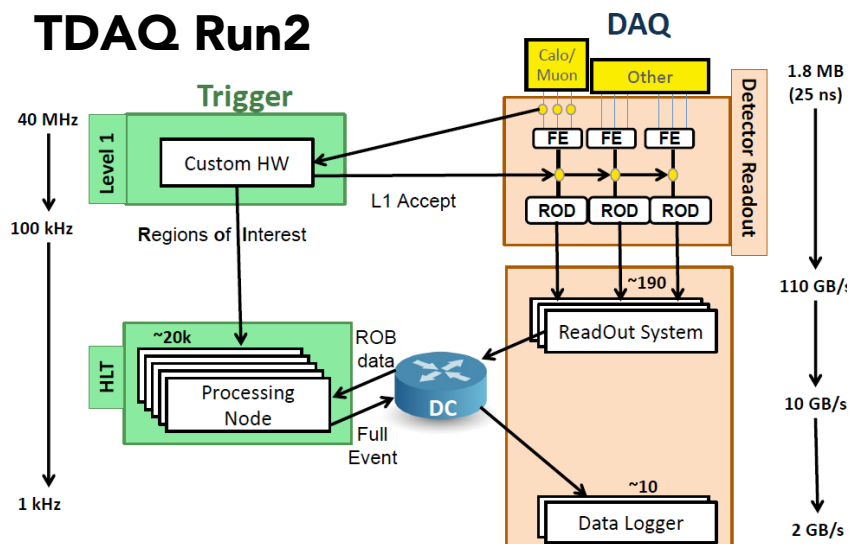 TDAQ Run2
DAQ
Trigger
Calo/
Muon
Other
1.8 MB
(25 ns)
40 MHz
Level 1
Custom HW
FE
FE
FE
Detector Readout
L1 Accept
ROD
ROD
ROD
100 kHz
Regions of Interest
110 GB/s
~190
ReadOut System
~20k
HLT
Processing
Node
ROB
data
DC
Full
Event
10 GB/s
~10
Data Logger
1 kHz
2 GB/s